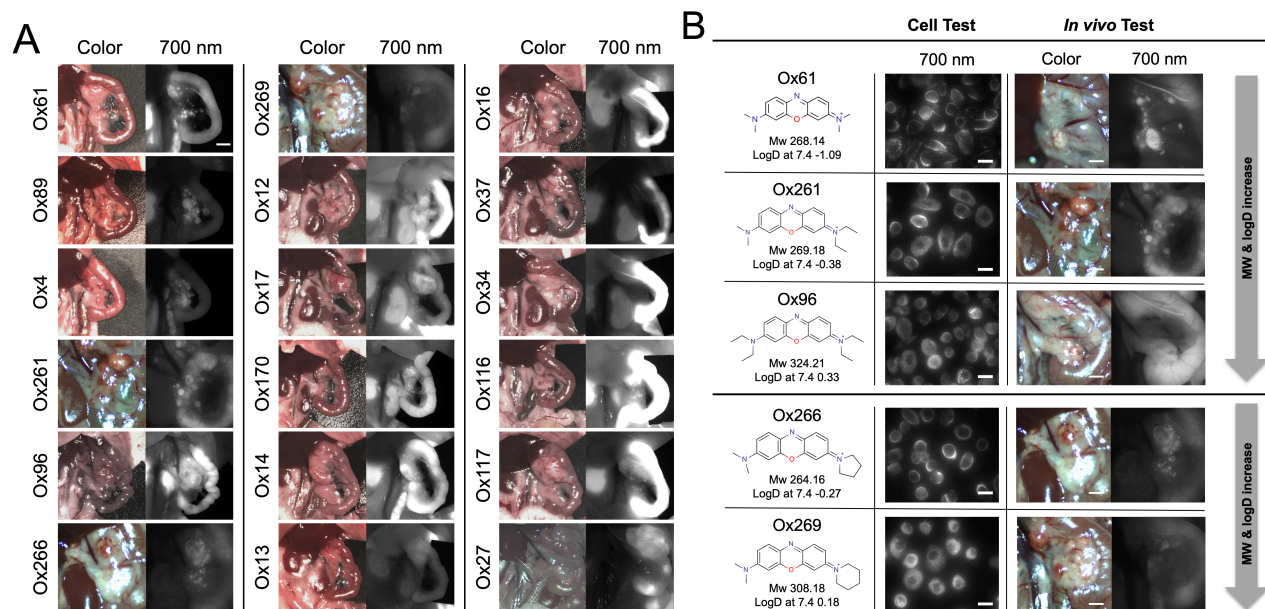 A
Color 700 nm
Color 700 nm
Color 700 nm
Ox61
Ox89
Ox4
Ox261
Ox96
Ox266
Ox269
Ox12
Ox17
Ox170
Ox14
Ox13
Ox16
Ox37
Ox34
Ox116
Ox117
Ox27
B
Cell Test
In vivo Test
700 nm
Color
700 nm
Ox61
N
N
O
N+
Mw 268.14
LogD at 7.4 -1.09
Ox261
N
N
O
N+
Mw 269.18
LogD at 7.4 -0.38
Ox96
N
N
O
N+
Mw 324.21
LogD at 7.4 0.33
MW & logD increase
Ox266
N
N
O
N+
Mw 264.16
LogD at 7.4 -0.27
Ox269
N
N
O
N+
Mw 308.18
LogD at 7.4 0.18
MW & logD increase